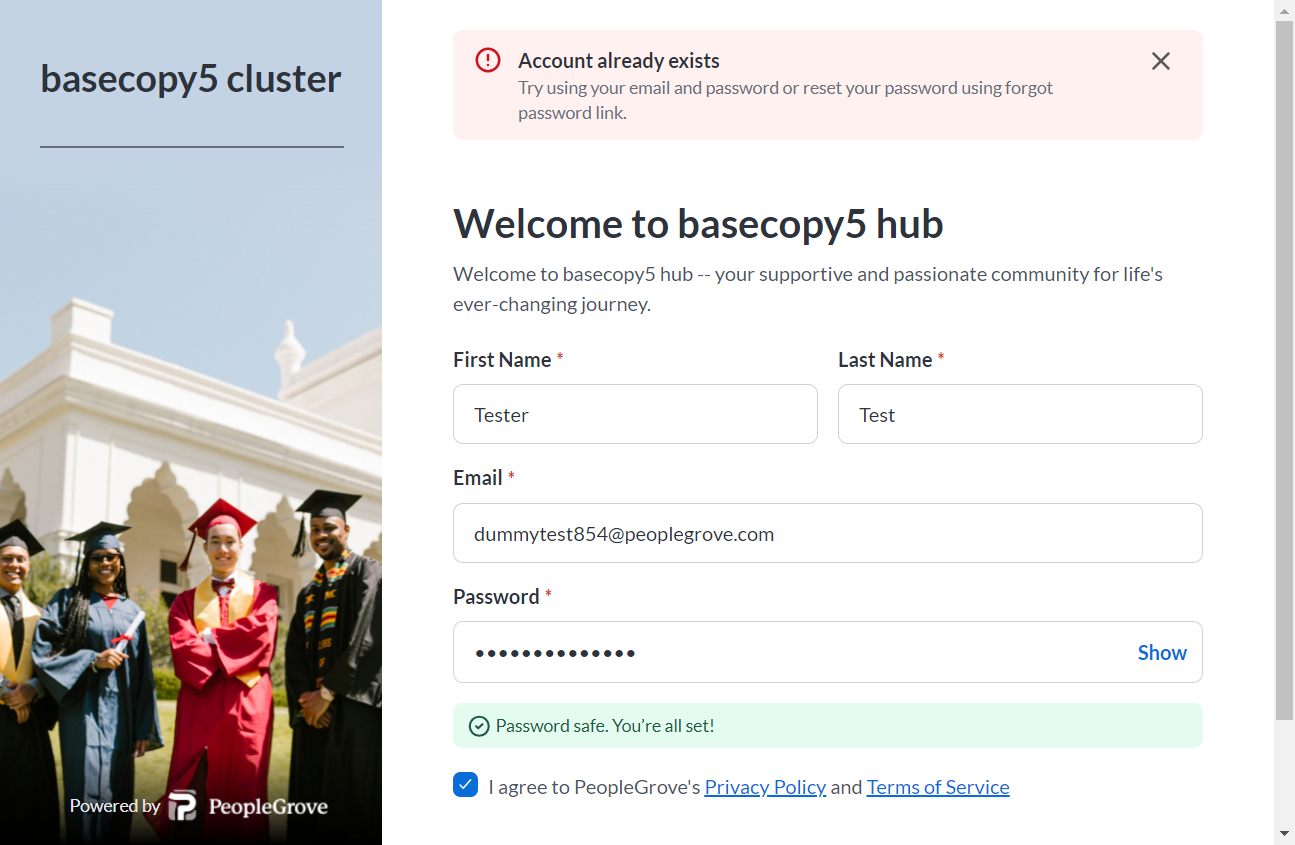 basecopy5 cluster
Powered by PeopleGrove
Account already exists
Try using your email and password or reset your password using forgot
password link.
Welcome to basecopy5 hub
Welcome to basecopy5 hub -- your supportive and passionate community for life's
ever-changing journey.
First Name *
Last Name *
Tester
Test
Email *
dummytest854@peoplegrove.com
Password *
••••••••••••••
Show
Password safe. You’re all set!
I agree to PeopleGrove's Privacy Policy and Terms of Service